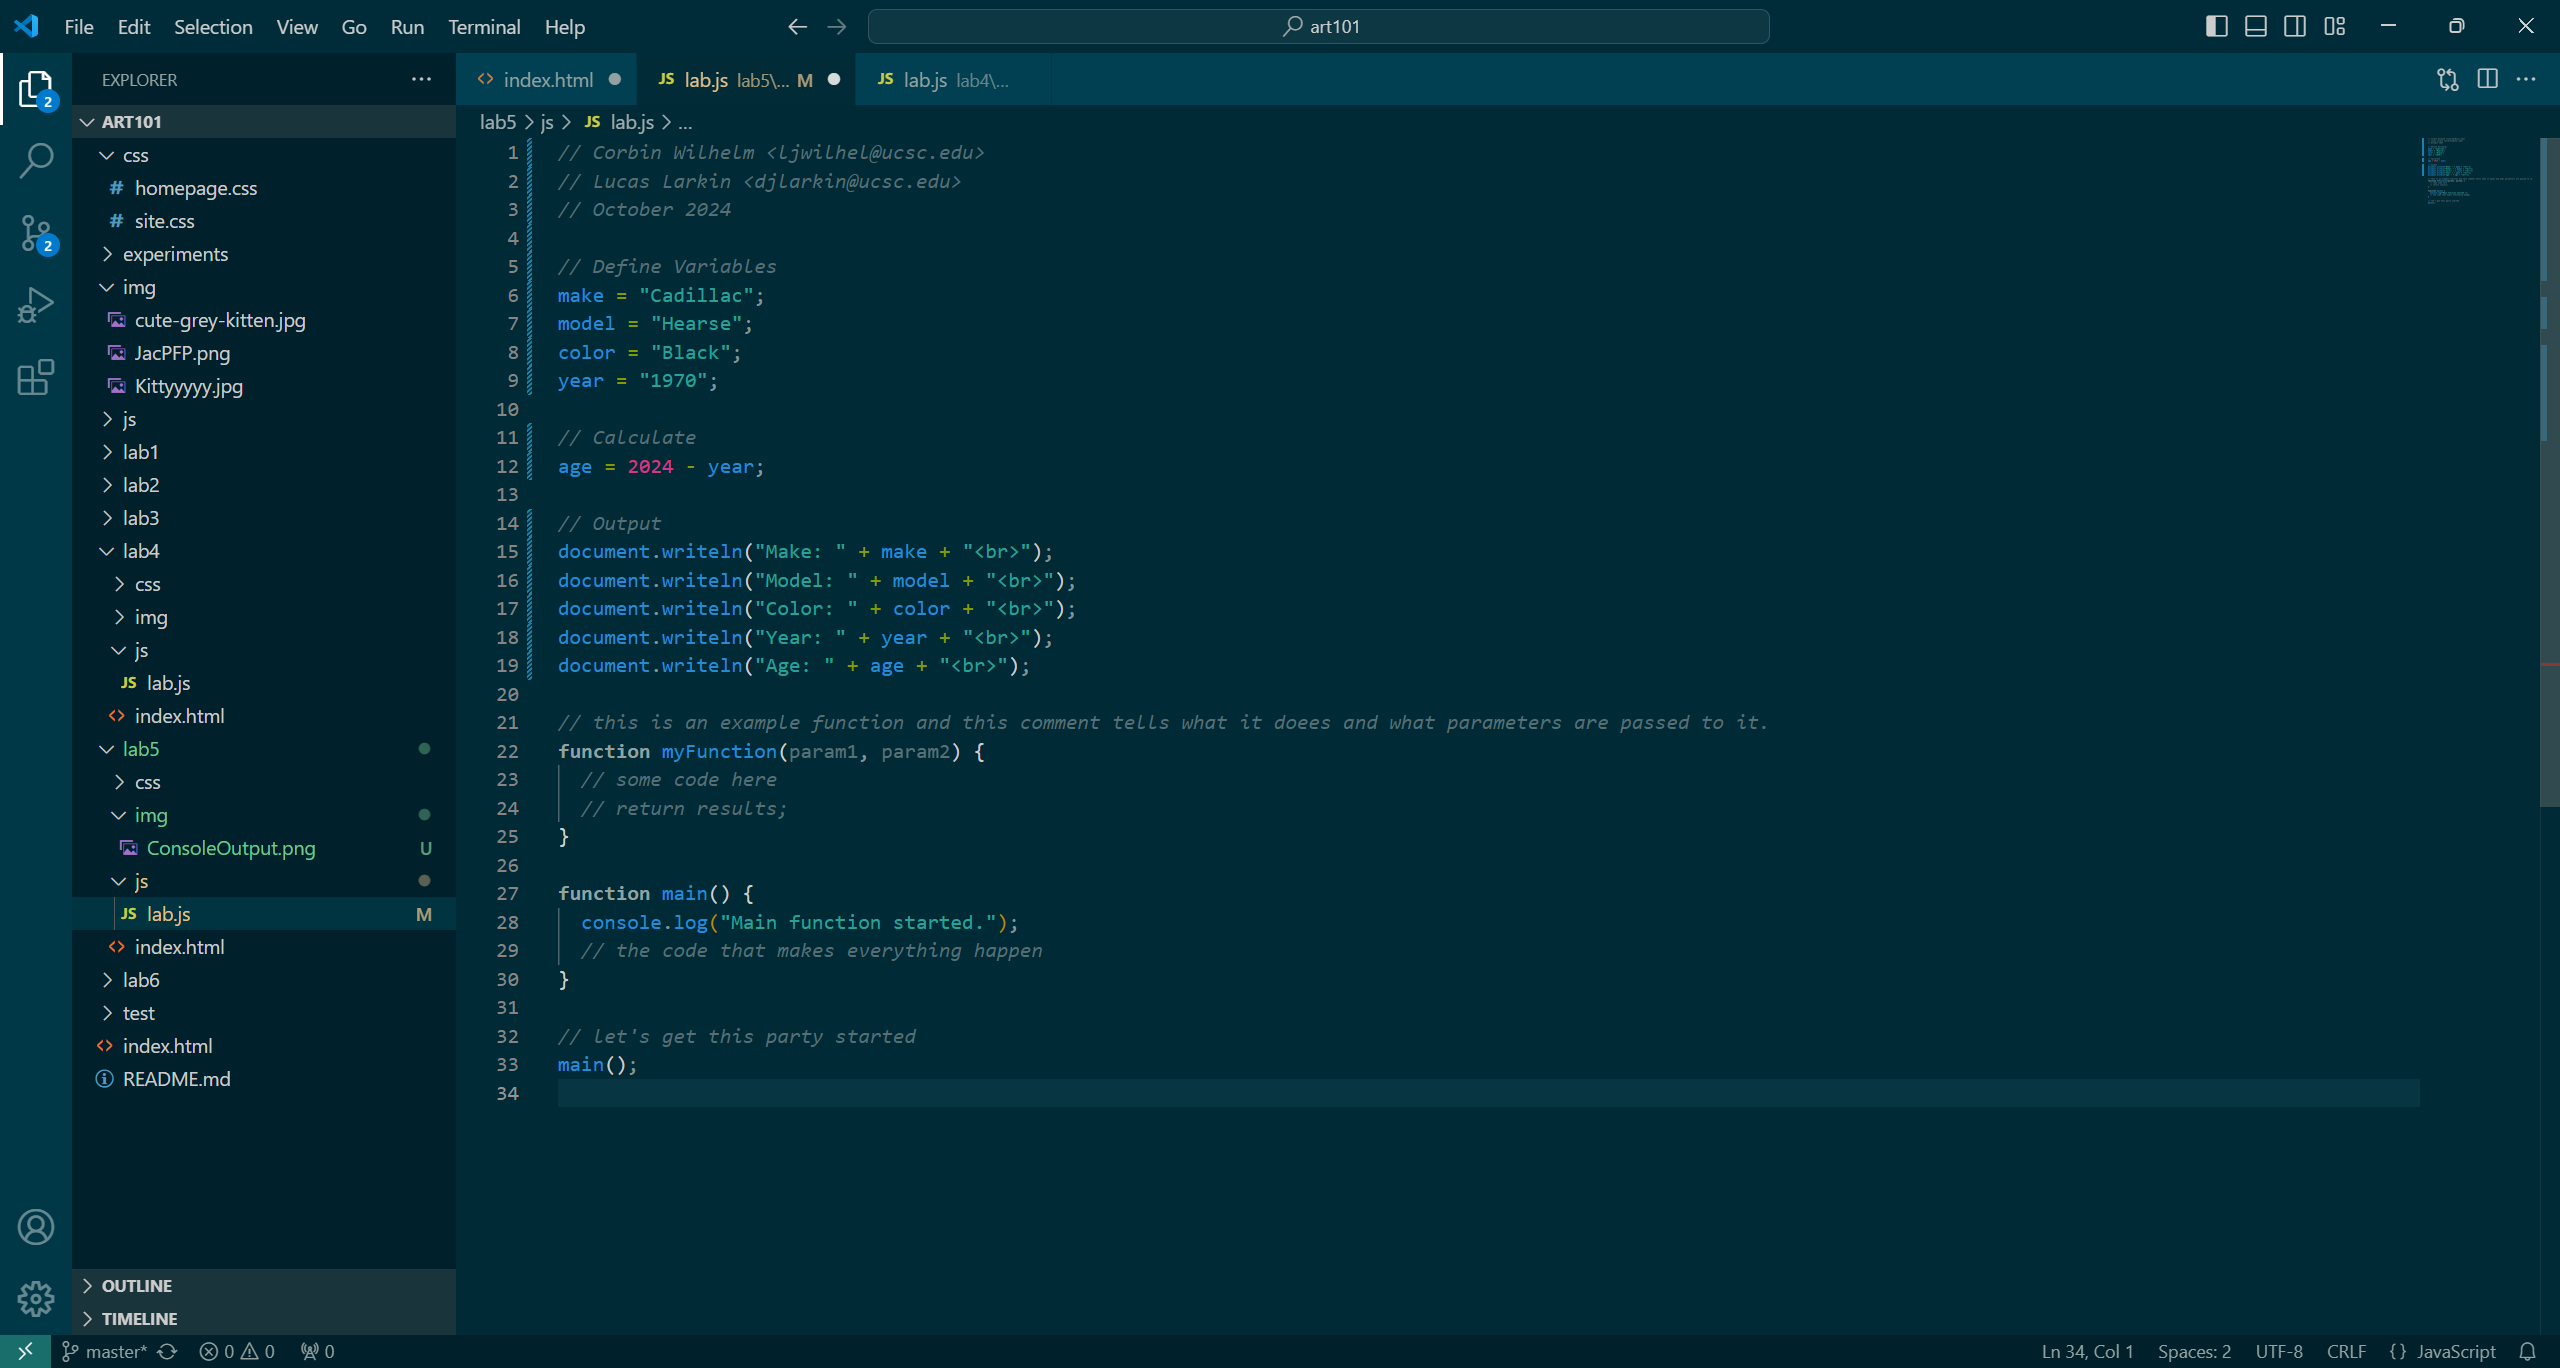 File Edit Selection View Go Run Terminal Help
art101
EXPLORER
ART101
css
homepage.css
site.css
experiments
img
cute-grey-kitten.jpg
JacPFP.png
Kittyyyyy.jpg
js
lab1
lab2
lab3
lab4
css
img
js
JS lab.js
index.html
lab5
css
img
ConsoleOutput.png U
js
JS lab.js M
index.html
lab6
test
index.html
README.md
OUTLINE
TIMELINE
2
2
index.html
JS lab.js lab5\... M
JS lab.js lab4\...
lab5 > js > JS lab.js > ...
1 // Corbin Wilhelm <ljwilhel@ucsc.edu>
2 // Lucas Larkin <djlarkin@ucsc.edu>
3 // October 2024
4
5 // Define Variables
6 make = "Cadillac";
7 model = "Hearse";
8 color = "Black";
9 year = "1970";
10
11 // Calculate
12 age = 2024 - year;
13
14 // Output
15 document.writeln("Make: " + make + "<br>");
16 document.writeln("Model: " + model + "<br>");
17 document.writeln("Color: " + color + "<br>");
18 document.writeln("Year: " + year + "<br>");
19 document.writeln("Age: " + age + "<br>");
20
21 // this is an example function and this comment tells what it doees and what parameters are passed to it.
22 function myFunction(param1, param2) {
23 // some code here
24 // return results;
25 }
26
27 function main() {
28 console.log("Main function started.");
29 // the code that makes everything happen
30 }
31
32 // let's get this party started
33 main();
34
master* 0 0 0
Ln 34, Col 1 Spaces: 2 UTF-8 CRLF {} JavaScript